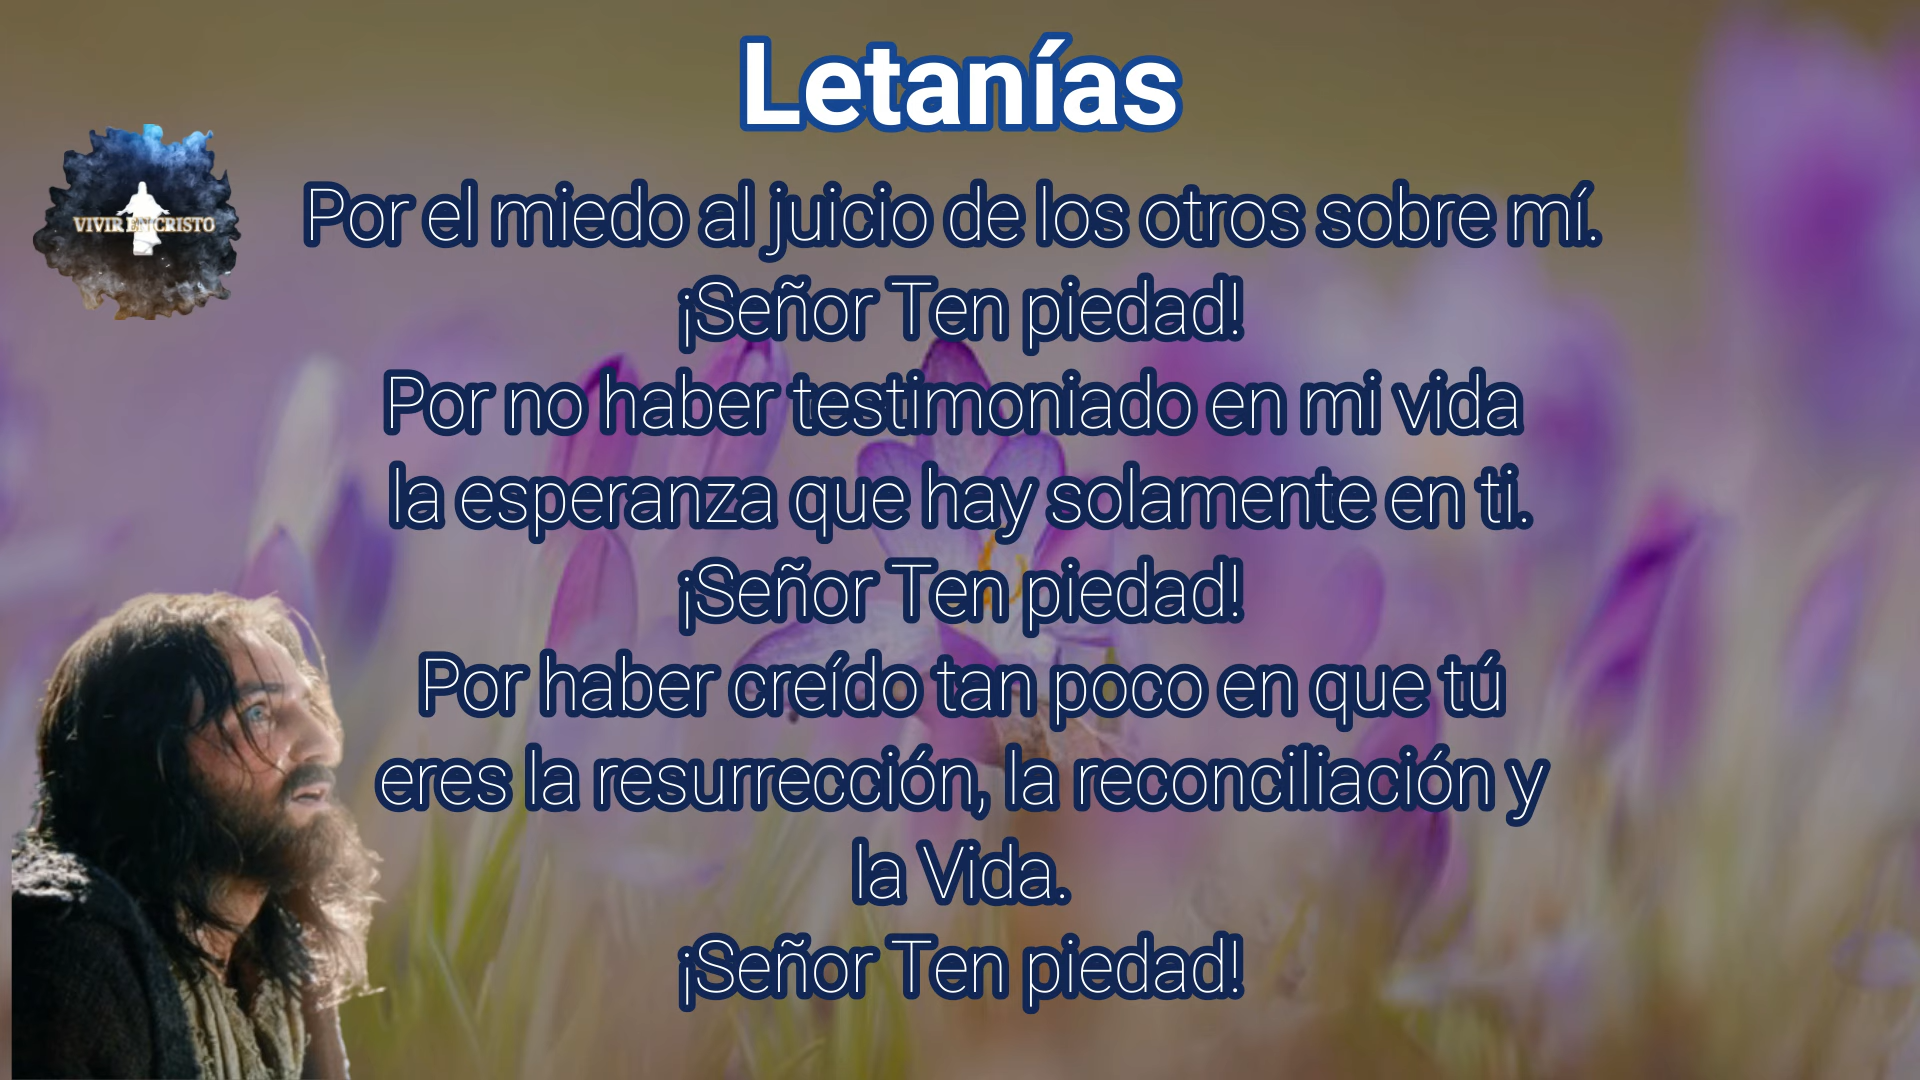 Letanías
VIVIR EN CRISTO
Por el miedo al juicio de los otros sobre mí.
¡Señor Ten piedad!
Por no haber testimoniado en mi vida
la esperanza que hay solamente en ti.
¡Señor Ten piedad!
Por haber creído tan poco en que tú
eres la resurrección, la reconciliación y
la Vida.
¡Señor Ten piedad!